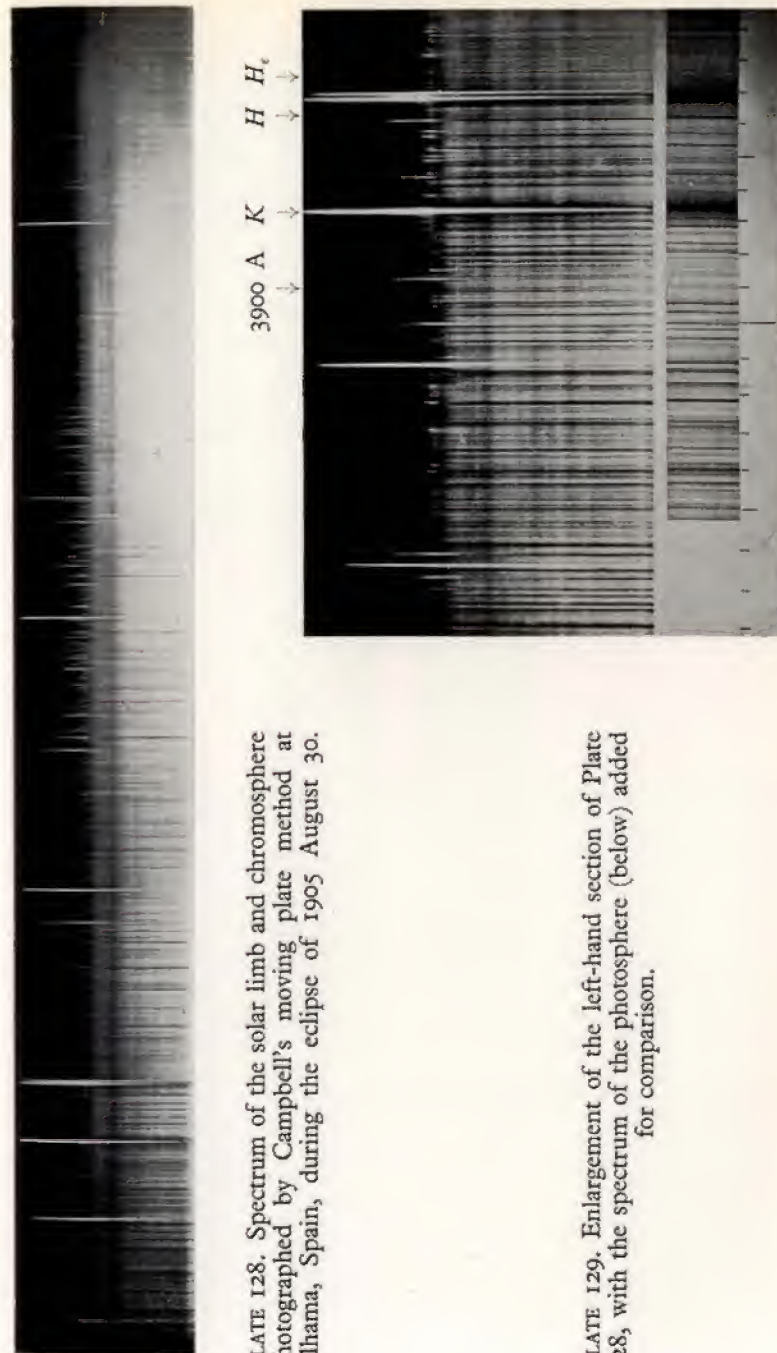 LATE 128. Spectrum of the solar limb and chromosphere
hotographed by Campbell's moving plate method at
lhama, Spain, during the eclipse of 1905 August 30.
3900 A K H Hε
LATE 129. Enlargement of the left-hand section of Plate
28, with the spectrum of the photosphere (below) added
for comparison.